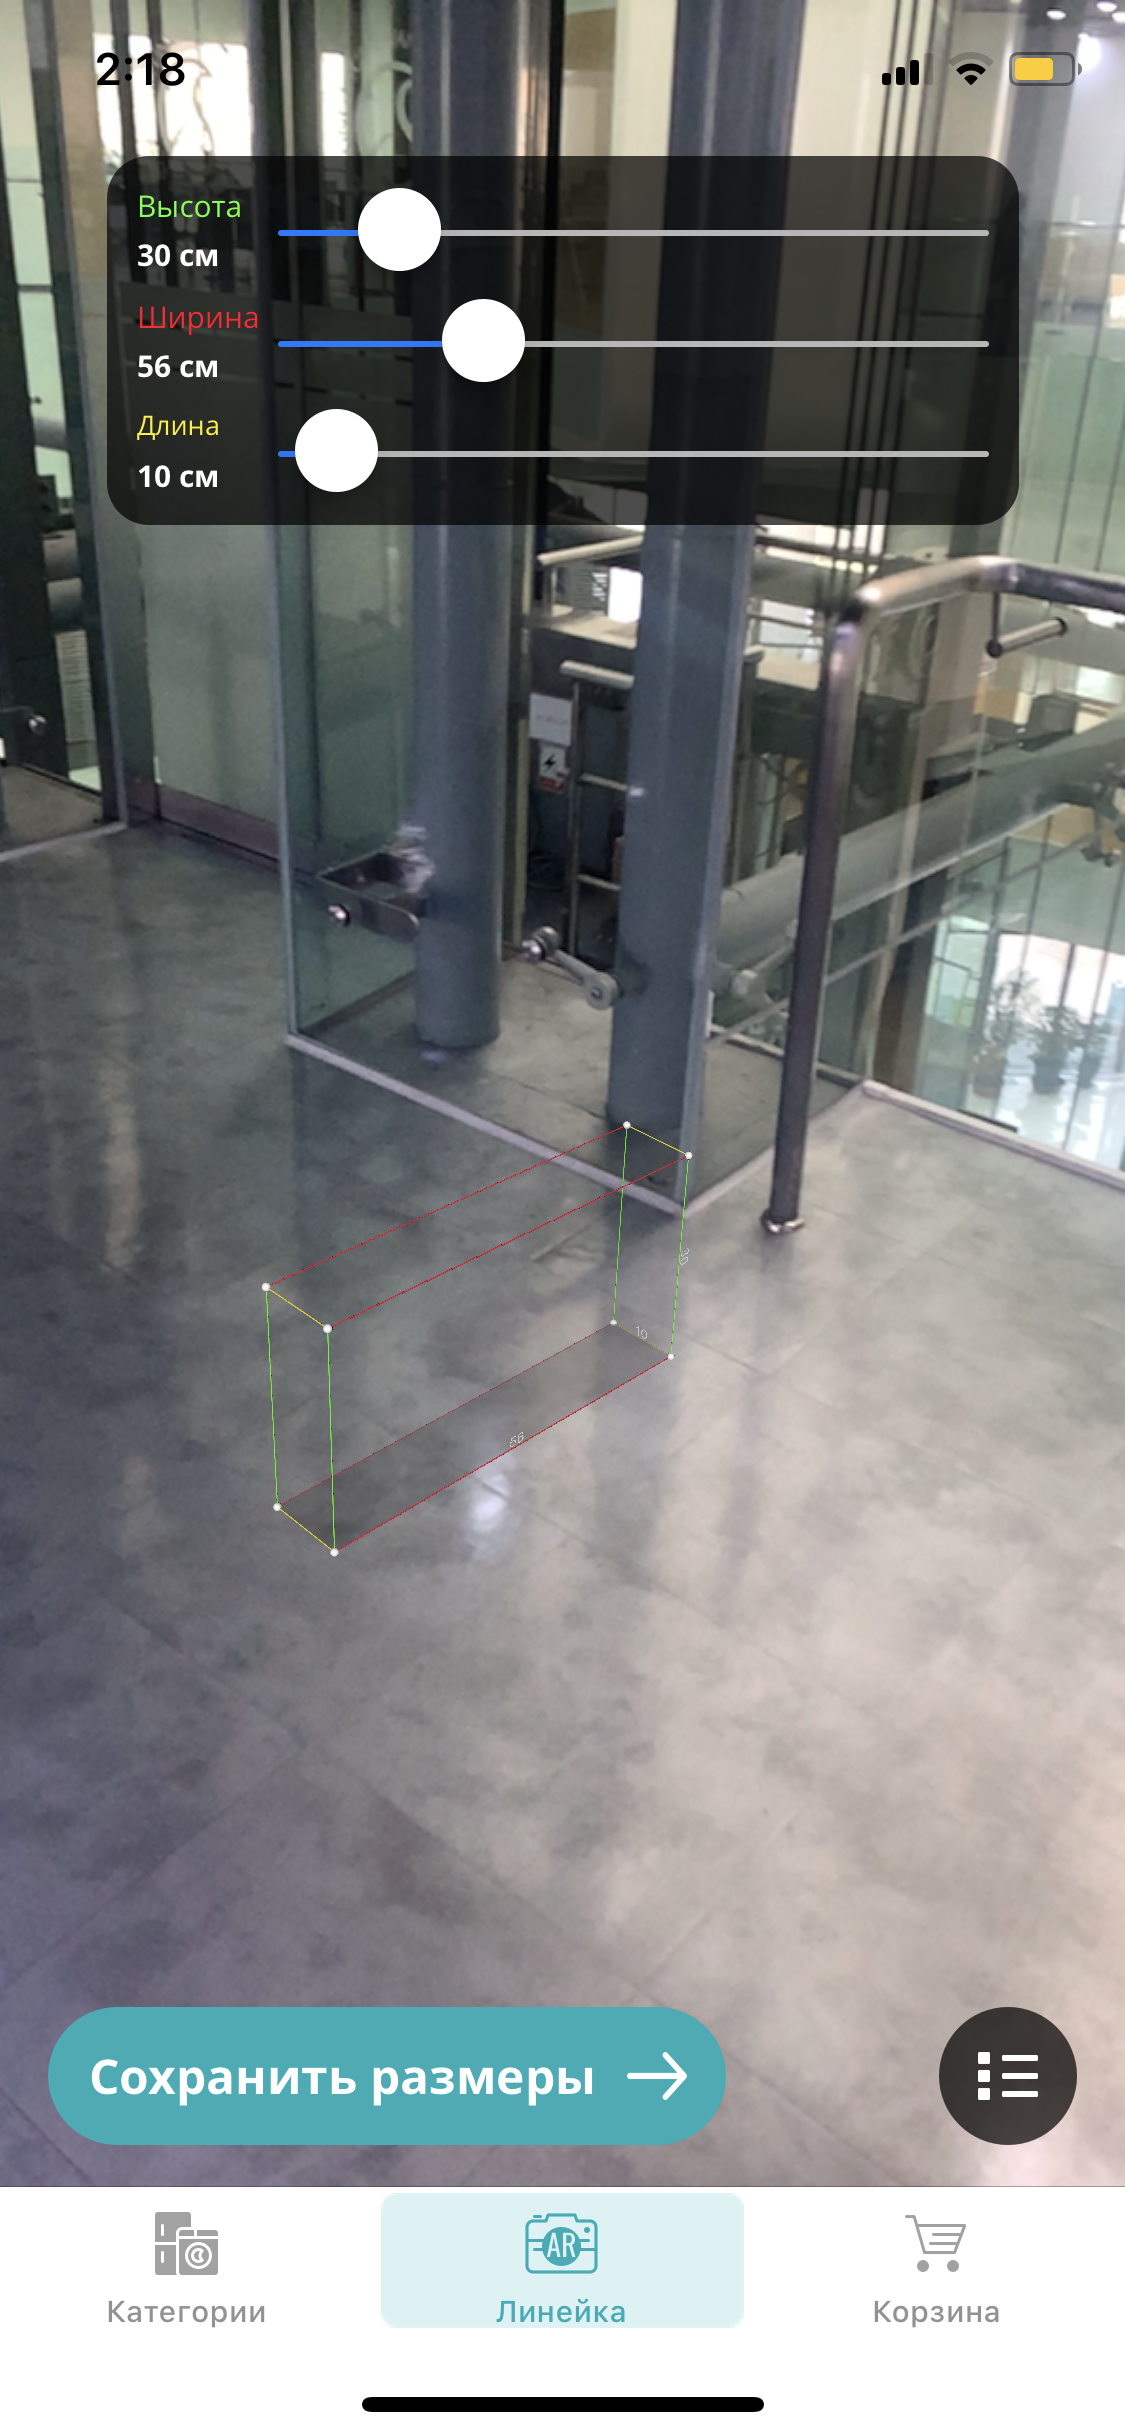 2:18
Высота
30 см
Ширина
56 см
Длина
10 см
30
10
56
Сохранить размеры
AR
Категории
Линейка
Корзина